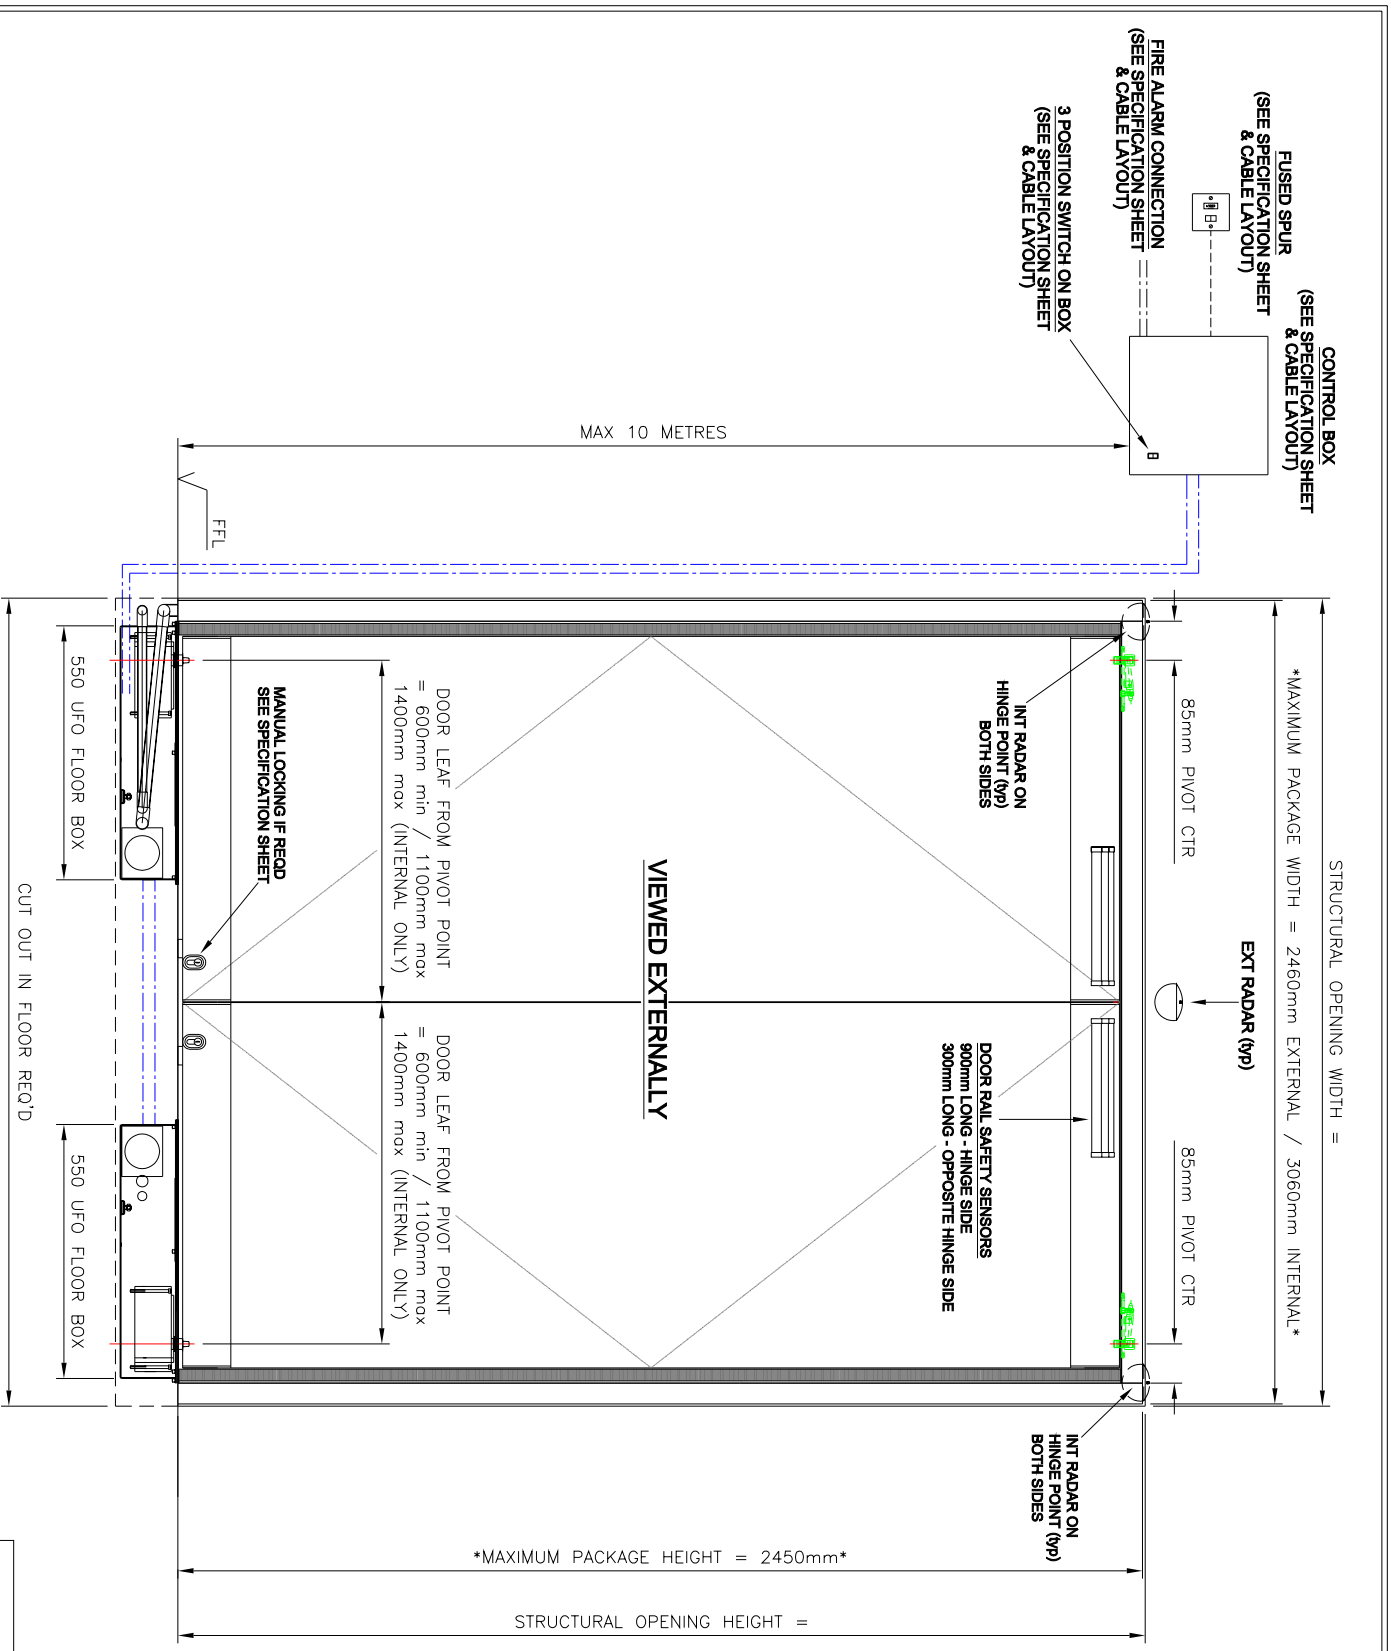 STRUCTURAL OPENING WIDTH =
*MAXIMUM PACKAGE WIDTH = 2460mm EXTERNAL / 3060mm INTERNAL*
CONTROL BOX
(SEE SPECIFICATION SHEET
& CABLE LAYOUT)
FUSED SPUR
(SEE SPECIFICATION SHEET
& CABLE LAYOUT)
FIRE ALARM CONNECTION
(SEE SPECIFICATION SHEET
& CABLE LAYOUT)
3 POSITION SWITCH ON BOX
(SEE SPECIFICATION SHEET
& CABLE LAYOUT)
EXT RADAR (typ)
85mm PIVOT CTR
85mm PIVOT CTR
INT RADAR ON
HINGE POINT (typ)
BOTH SIDES
INT RADAR ON
HINGE POINT (typ)
BOTH SIDES
DOOR RAIL SAFETY SENSORS
900mm LONG - HINGE SIDE
300mm LONG - OPPOSITE HINGE SIDE
MAX 10 METRES
VIEWED EXTERNALLY
*MAXIMUM PACKAGE HEIGHT = 2450mm*
STRUCTURAL OPENING HEIGHT =
DOOR LEAF FROM PIVOT POINT
= 600mm min / 1100mm max
1400mm max (INTERNAL ONLY)
DOOR LEAF FROM PIVOT POINT
= 600mm min / 1100mm max
1400mm max (INTERNAL ONLY)
MANUAL LOCKING IF REQD
SEE SPECIFICATION SHEET
FFL
550 UFO FLOOR BOX
550 UFO FLOOR BOX
CUT OUT IN FLOOR REQ'D